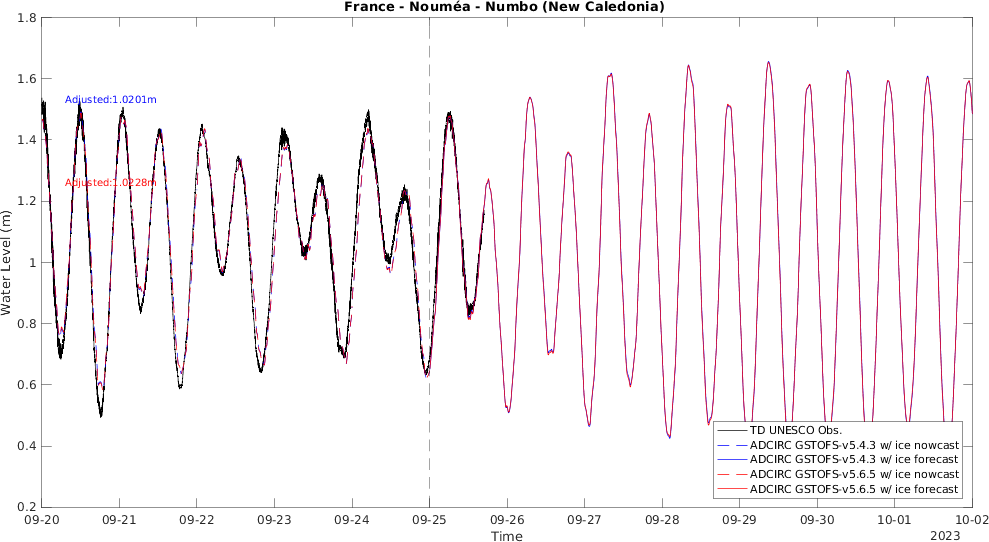 France - Nouméa - Numbo (New Caledonia)
1.8
1.6
1.4
1.2
1
0.8
0.6
0.4
0.2
Water Level (m)
Adjusted:1.0201m
Adjusted:1.0228m
TD UNESCO Obs.
ADCIRC GSTOFS-v5.4.3 w/ ice nowcast
ADCIRC GSTOFS-v5.4.3 w/ ice forecast
ADCIRC GSTOFS-v5.6.5 w/ ice nowcast
ADCIRC GSTOFS-v5.6.5 w/ ice forecast
09-20 09-21 09-22 09-23 09-24 09-25 09-26 09-27 09-28 09-29 09-30 10-01 10-02
Time
2023